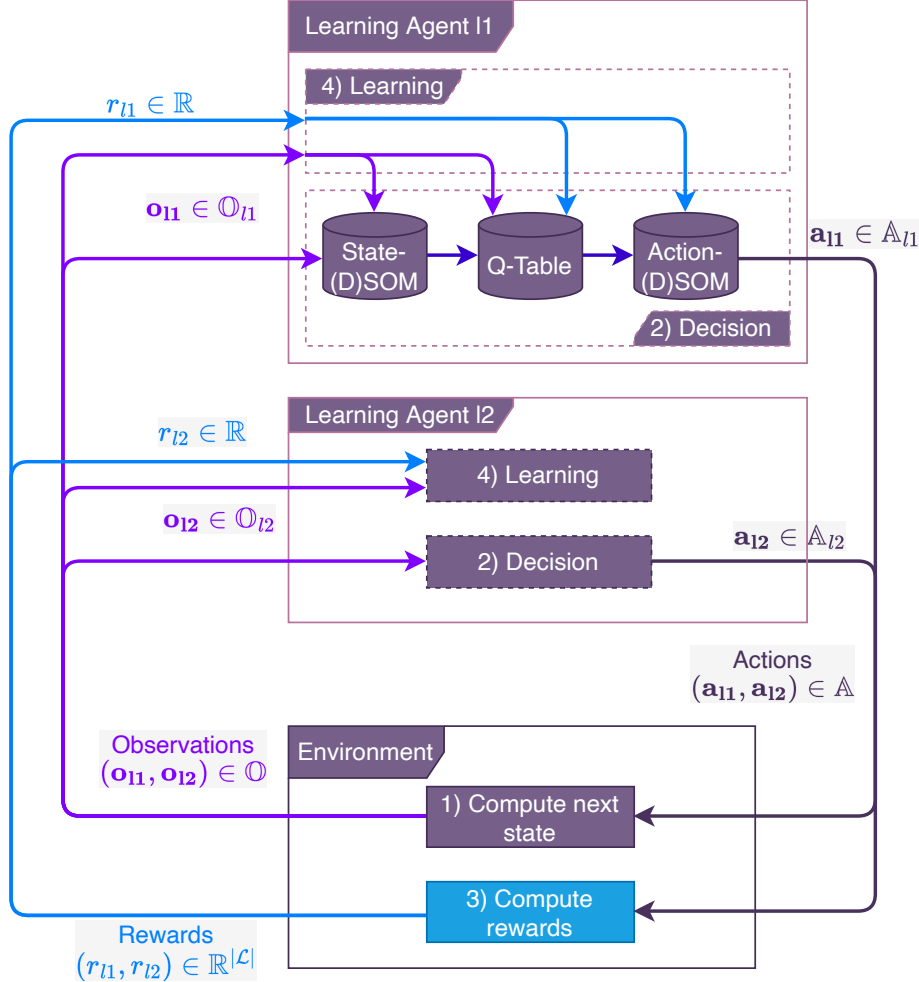 Learning Agent l1
4) Learning
r_{l1} ∈ ℝ
o_{l1} ∈ 𝕆_{l1}
State-
(D)SOM
Q-Table
Action-
(D)SOM
a_{l1} ∈ 𝔸_{l1}
2) Decision
Learning Agent l2
r_{l2} ∈ ℝ
4) Learning
o_{l2} ∈ 𝕆_{l2}
2) Decision
a_{l2} ∈ 𝔸_{l2}
Actions
(a_{l1}, a_{l2}) ∈ 𝔸
Observations
(o_{l1}, o_{l2}) ∈ 𝕆
Environment
1) Compute next
state
3) Compute
rewards
Rewards
(r_{l1}, r_{l2}) ∈ ℝ^{|ℒ|}